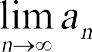 lim a_n
n→∞